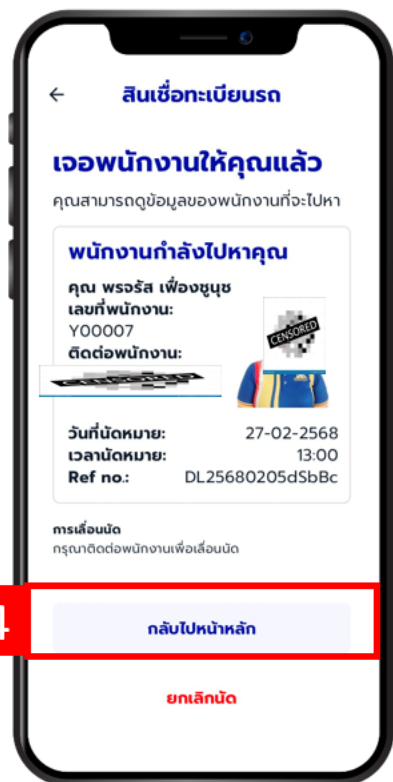 ← สินเชื่อทะเบียนรถ
เจอพนักงานให้คุณแล้ว
คุณสามารถดูข้อมูลของพนักงานที่จะไปหา
พนักงานกำลังไปหาคุณ
คุณ พรจรัส เฟื่องชูนุช
เลขที่พนักงาน:
Y00007
CENSORED
ติดต่อพนักงาน:
CENSORED
วันที่นัดหมาย: 27-02-2568
เวลานัดหมาย: 13:00
Ref no.: DL25680205dSbBc
การเลื่อนนัด
กรุณาติดต่อพนักงานเพื่อเลื่อนนัด
4
กลับไปหน้าหลัก
ยกเลิกนัด